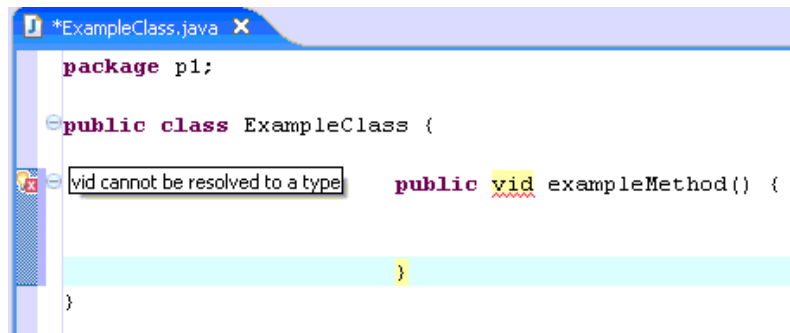 *ExampleClass.java
package p1;
public class ExampleClass {
vid cannot be resolved to a type public vid exampleMethod() {
}
}